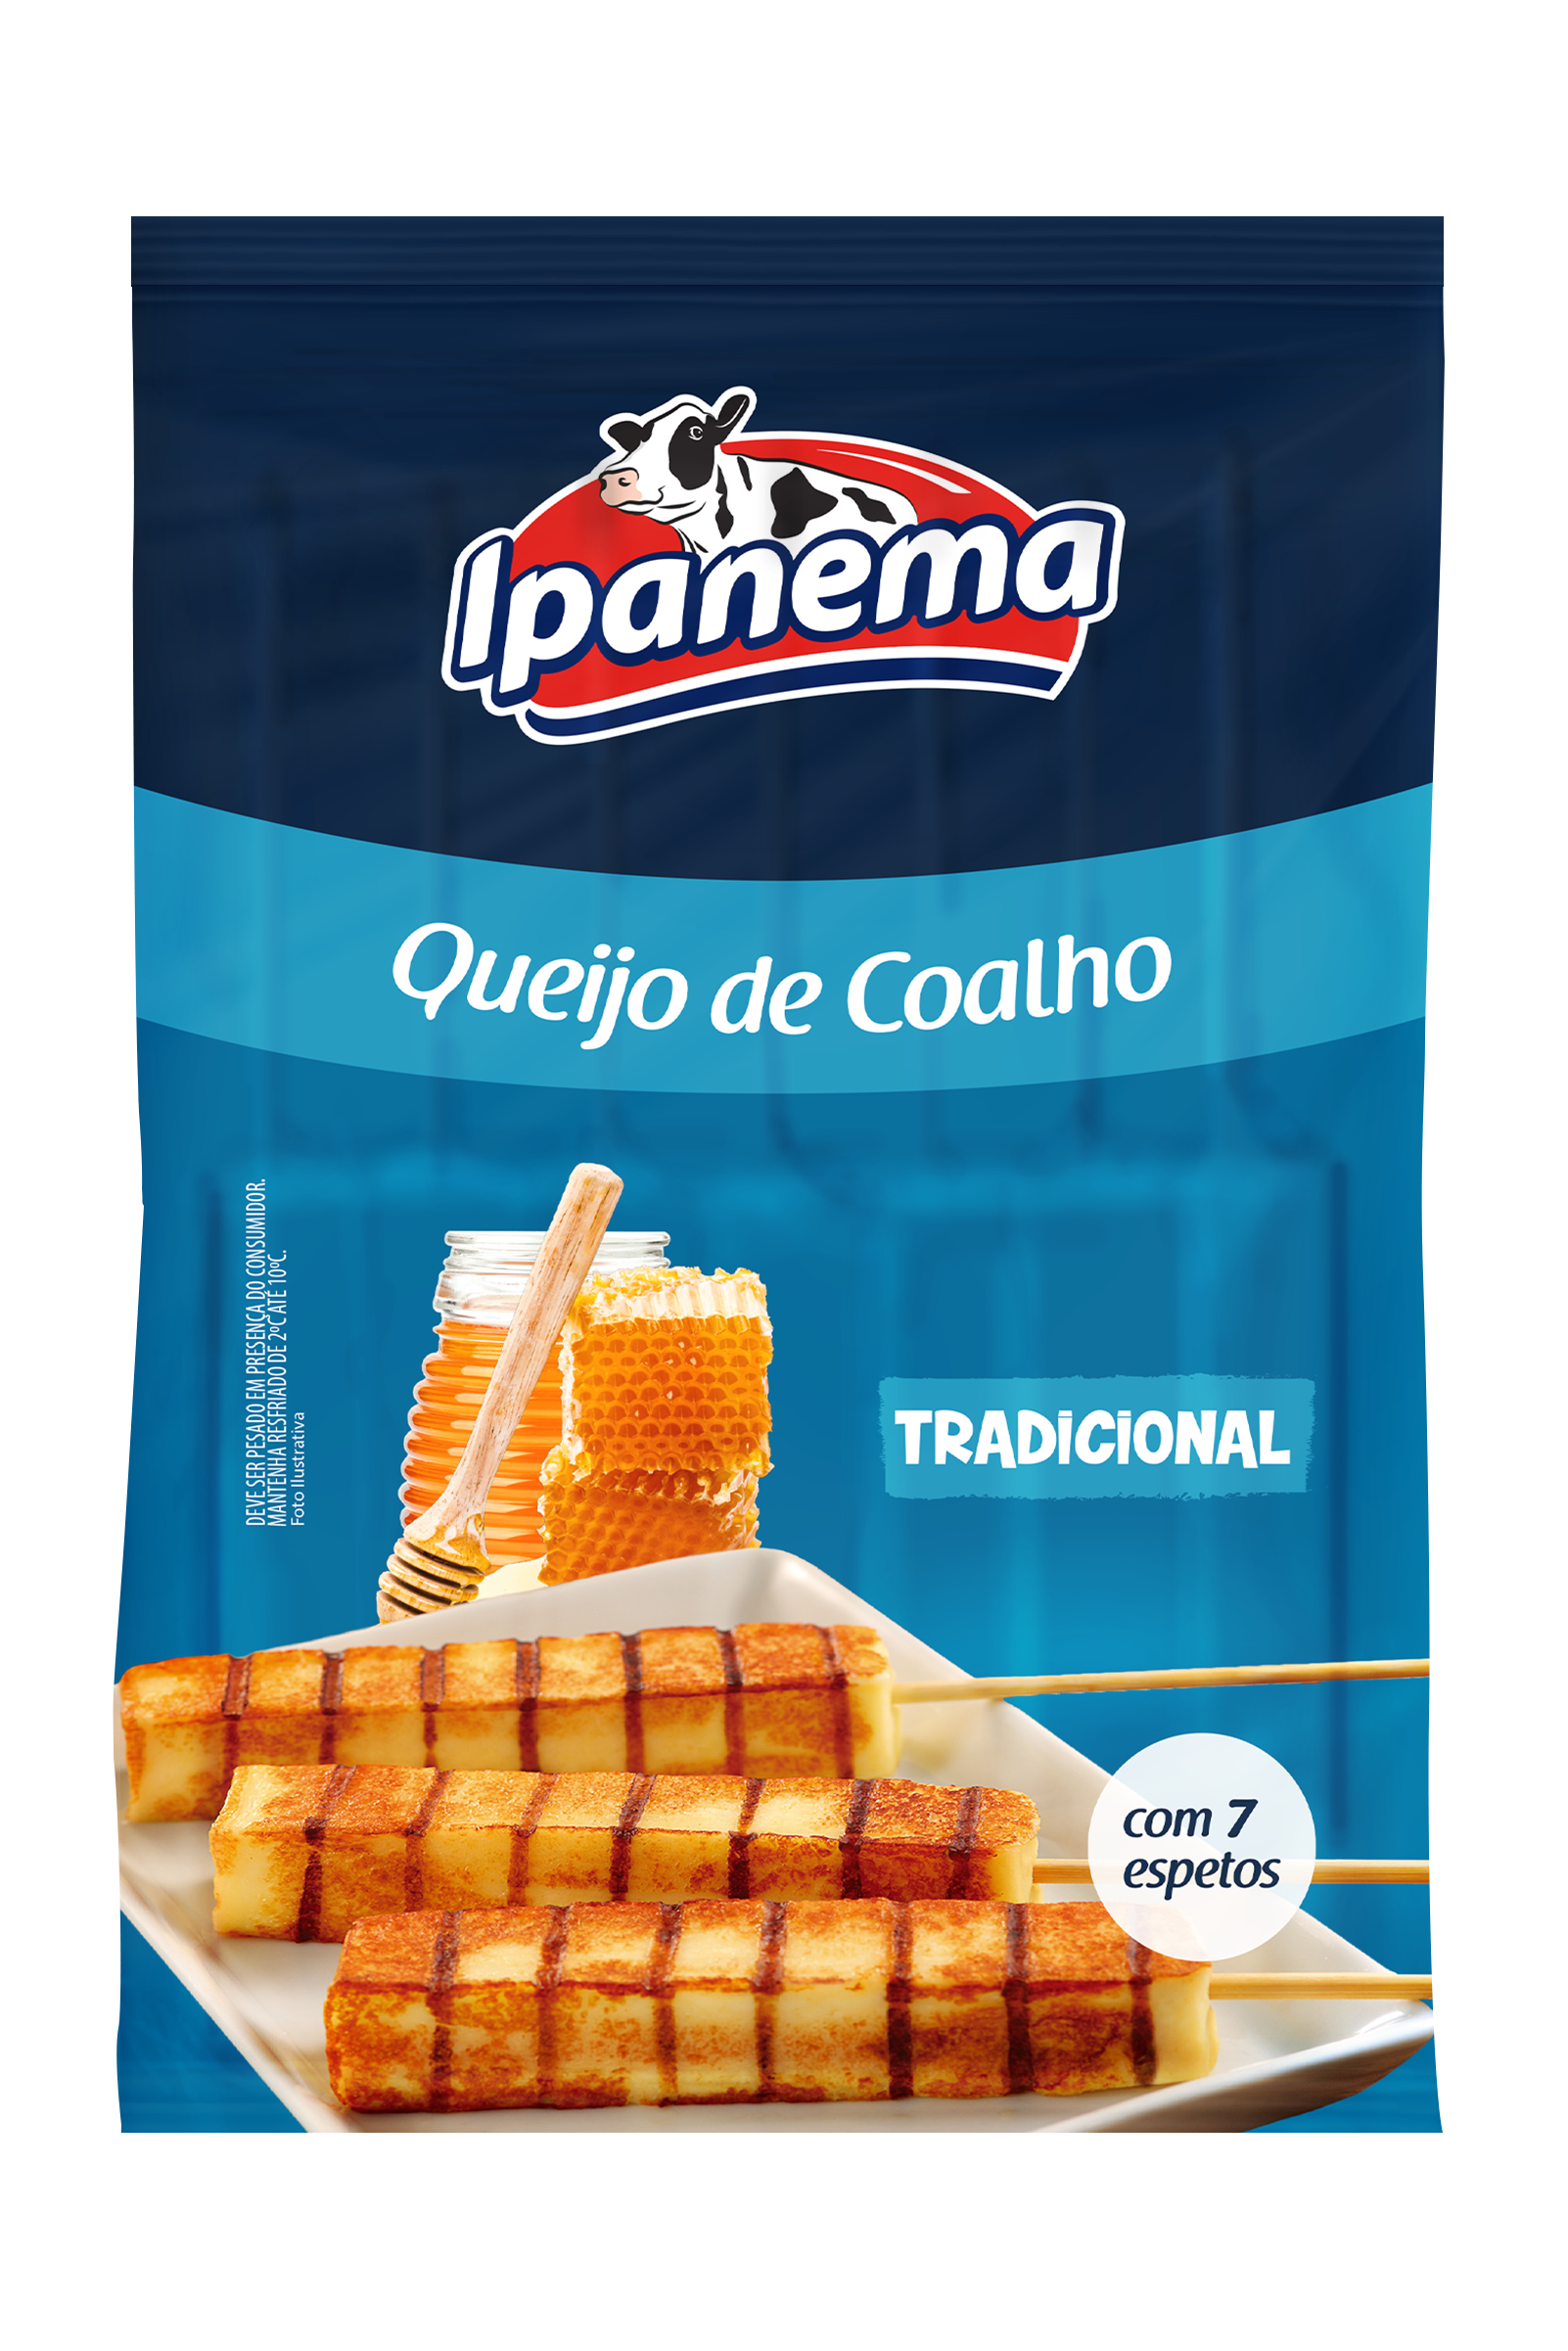 Ipanema
Queijo de Coalho
DEVE SER PESADO EM PRESENÇA DO CONSUMIDOR.
MANTENHA RESFRIADO DE 2ºC ATÉ 10ºC.
Foto Ilustrativa
TRADICIONAL
com 7
espetos